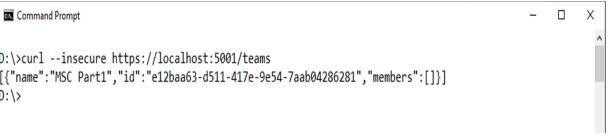 Command Prompt
D:\>curl --insecure https://localhost:5001/teams
[{"name":"MSC Part1","id":"e12baa63-d511-417e-9e54-7aab04286281","members":[]}]
D:\>